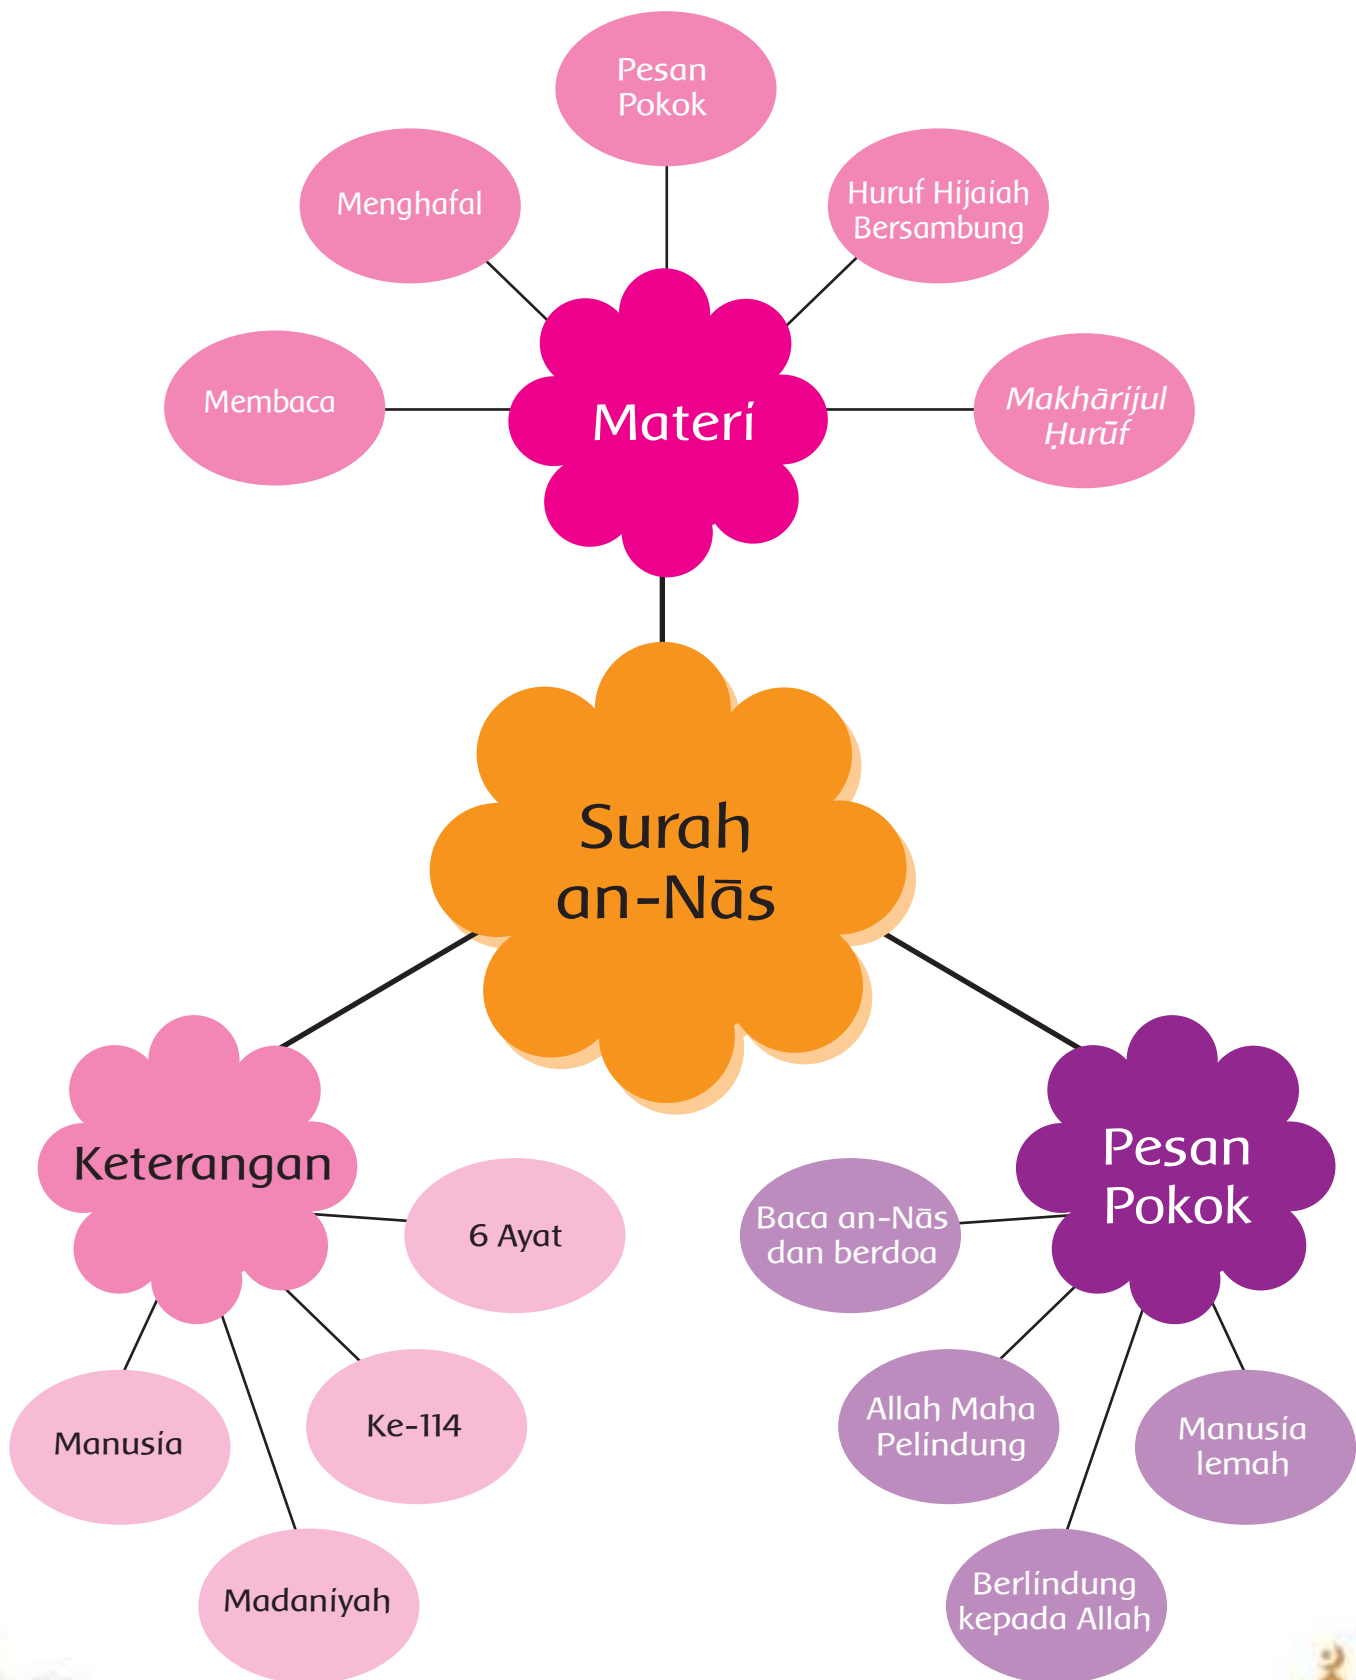 Pesan
Pokok
Menghafal
Huruf Hijaiah
Bersambung
Membaca
Materi
Makhārijul
Ḥurūf
Surah
an-Nās
Keterangan
6 Ayat
Ke-114
Manusia
Madaniyah
Pesan
Pokok
Baca an-Nās
dan berdoa
Allah Maha
Pelindung
Manusia
lemah
Berlindung
kepada Allah